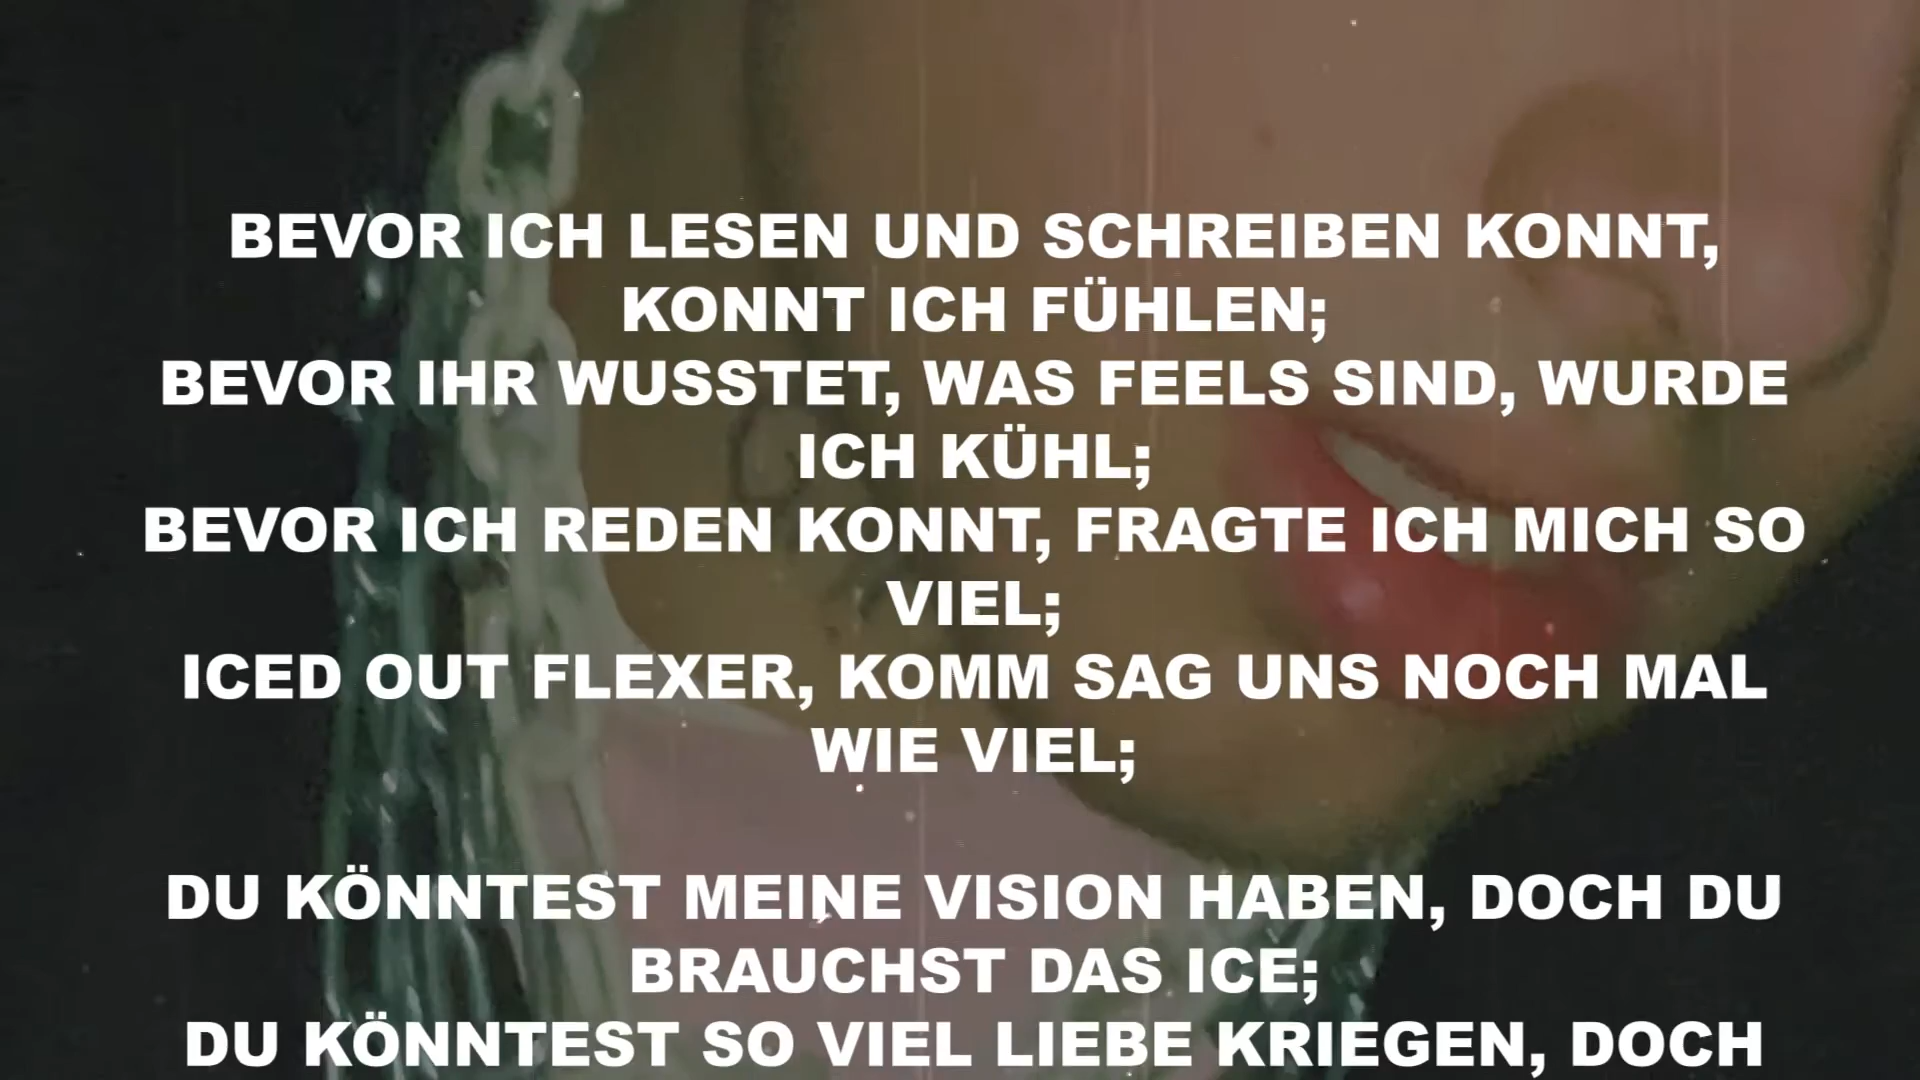 BEVOR ICH LESEN UND SCHREIBEN KONNT,
KONNT ICH FÜHLEN;
BEVOR IHR WUSSTET, WAS FEELS SIND, WURDE
ICH KÜHL;
BEVOR ICH REDEN KONNT, FRAGTE ICH MICH SO
VIEL;
ICED OUT FLEXER, KOMM SAG UNS NOCH MAL
WIE VIEL;
DU KÖNNTEST MEINE VISION HABEN, DOCH DU
BRAUCHST DAS ICE;
DU KÖNNTEST SO VIEL LIEBE KRIEGEN, DOCH